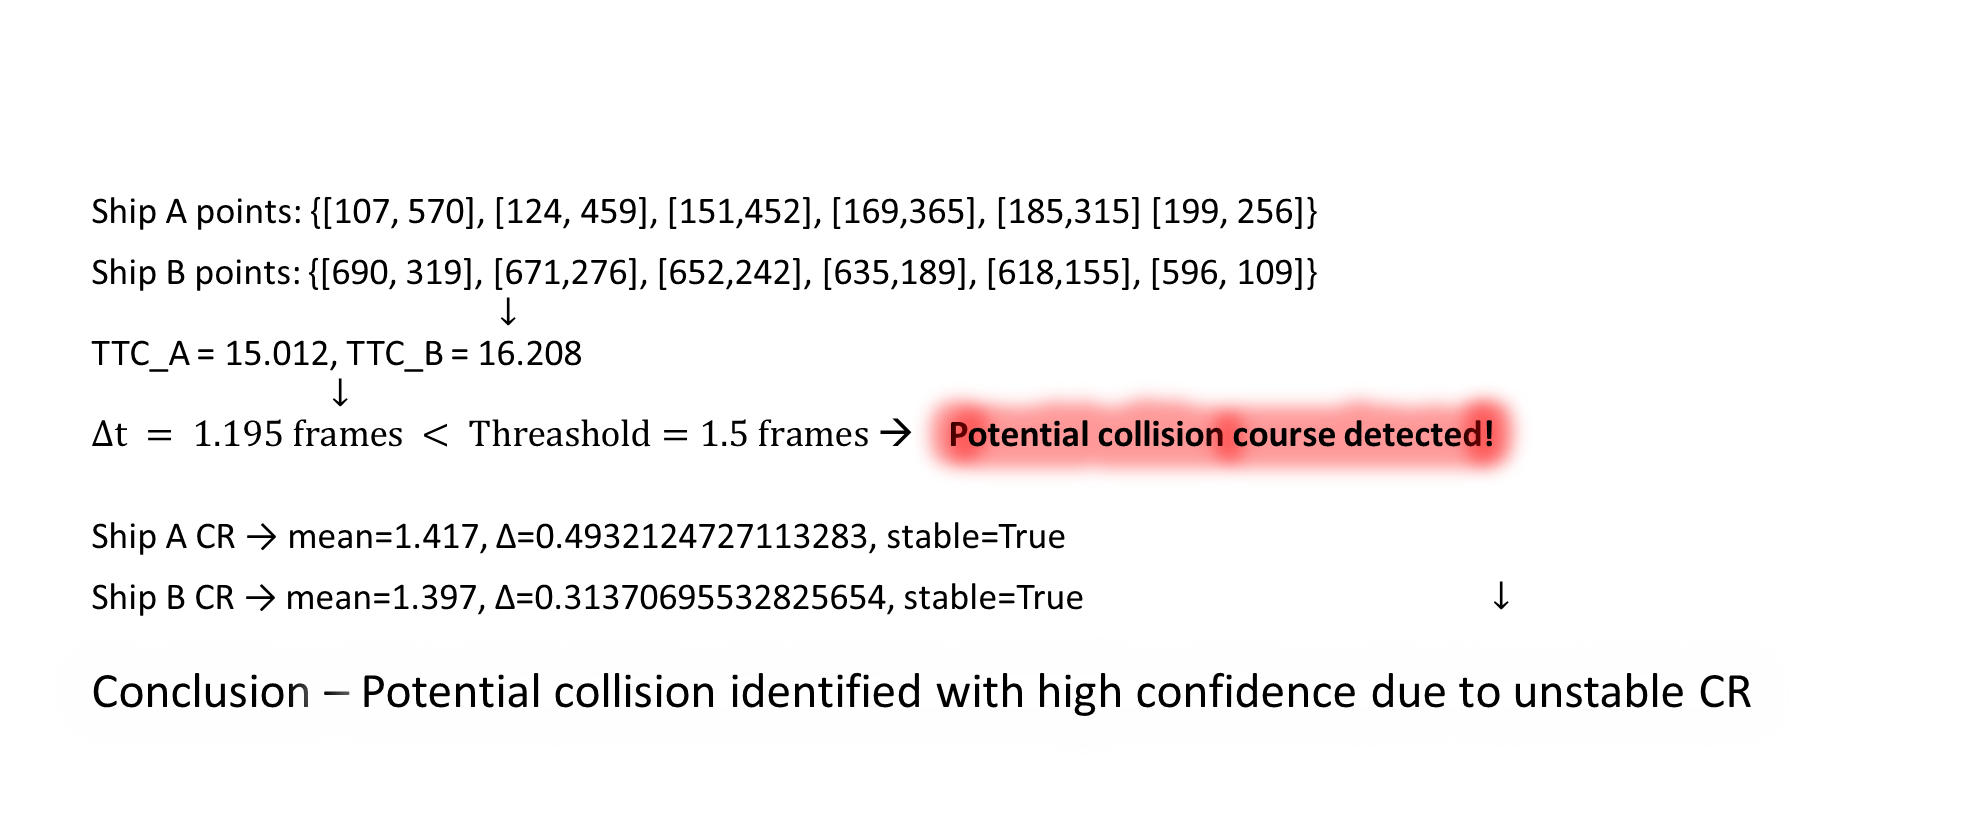 Ship A points: {[107, 570], [124, 459], [151,452], [169,365], [185,315] [199, 256]}
Ship B points: {[690, 319], [671,276], [652,242], [635,189], [618,155], [596, 109]}
↓
TTC_A = 15.012, TTC_B = 16.208
↓
Δt = 1.195 frames < Threashold = 1.5 frames → Potential collision course detected!
Ship A CR → mean=1.417, Δ=0.4932124727113283, stable=True
Ship B CR → mean=1.397, Δ=0.31370695532825654, stable=True ↓
Conclusion – Potential collision identified with high confidence due to unstable CR